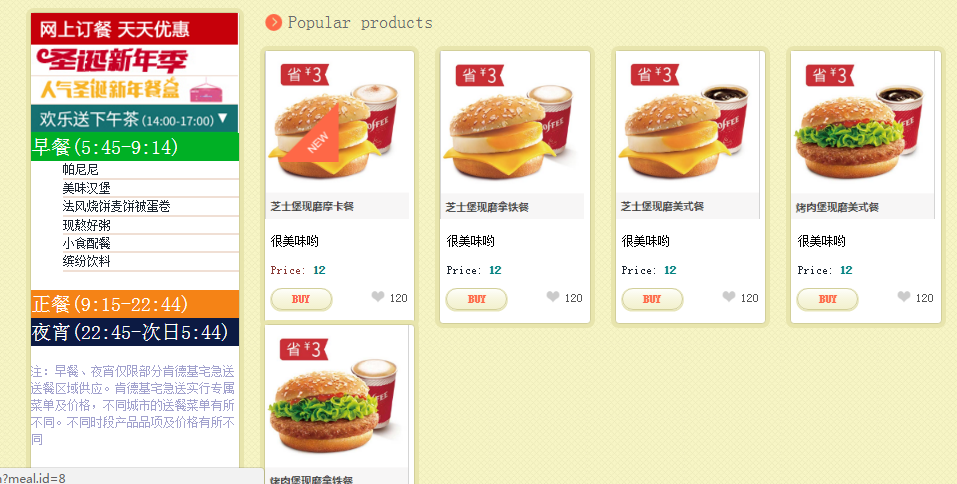 网上订餐 天天优惠
圣诞新年季
人气圣诞新年餐盒
欢乐送下午茶 (14:00-17:00) ▼
早餐(5:45-9:14)
帕尼尼
美味汉堡
法风烧饼麦饼被蛋卷
现熬好粥
小食配餐
缤纷饮料
正餐(9:15-22:44)
夜宵(22:45-次日5:44)
注: 早餐、夜宵仅限部分肯德基宅急送
送餐区域供应。肯德基宅急送实行专属
菜单及价格，不同城市的送餐菜单有所
不同。不同时段产品品项及价格有所不
同
Popular products
省¥3
NEW
芝士堡现磨摩卡餐
很美味哟
Price: 12
BUY 120
省¥3
芝士堡现磨拿铁餐
很美味哟
Price: 12
BUY 120
省¥3
芝士堡现磨美式餐
很美味哟
Price: 12
BUY 120
省¥3
烤肉堡现磨美式餐
很美味哟
Price: 12
BUY 120
省¥3
烤肉堡现磨拿铁餐
?meal.id=8